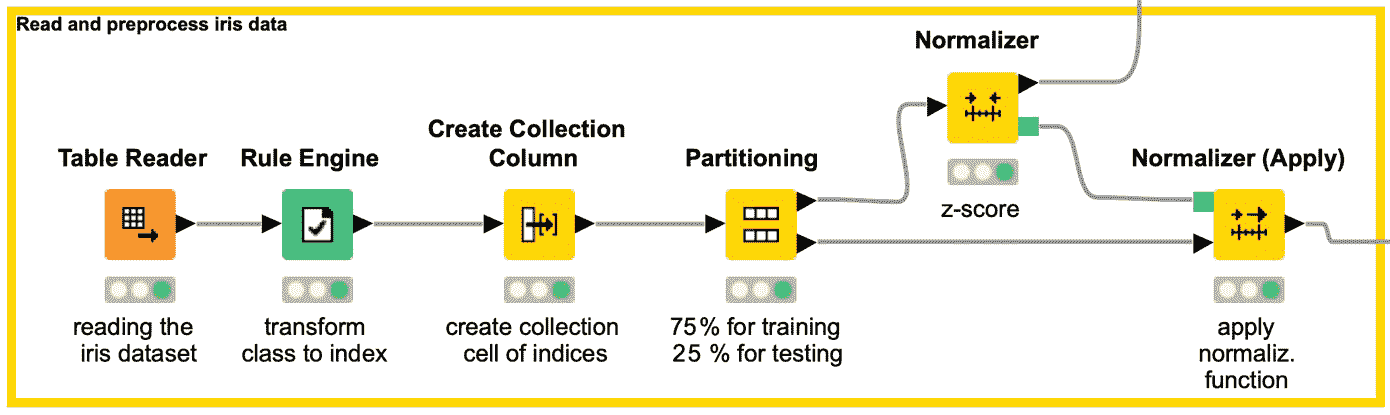 Read and preprocess iris data
Normalizer
z-score
Table Reader
reading the
iris dataset
Rule Engine
transform
class to index
Create Collection
Column
create collection
cell of indices
Partitioning
75% for training
25 % for testing
Normalizer (Apply)
apply
normaliz.
function